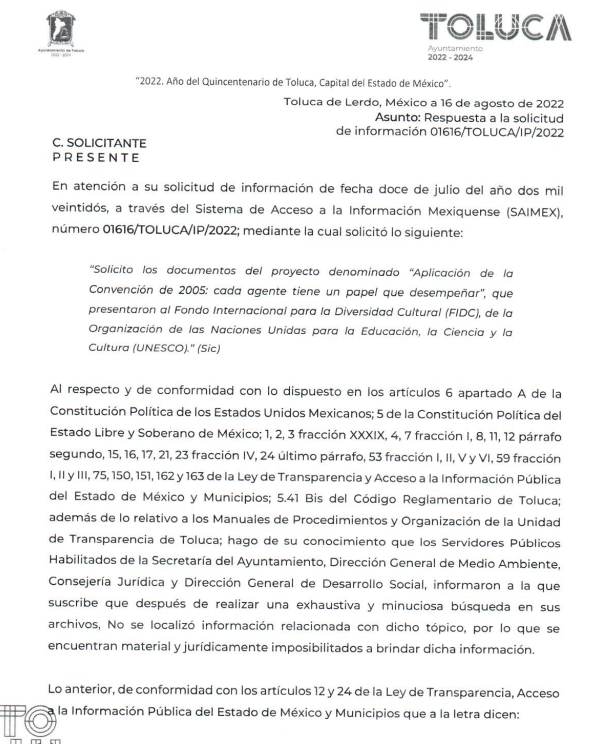 TOLUCA
Ayuntamiento
2022 - 2024
Ayuntamiento de Toluca
"2022. Año del Quincentenario de Toluca, Capital del Estado de México".
Toluca de Lerdo, México a 16 de agosto de 2022
Asunto: Respuesta a la solicitud
de información 01616/TOLUCA/IP/2022
C. SOLICITANTE
P R E S E N T E
En atención a su solicitud de información de fecha doce de julio del año dos mil
veintidós, a través del Sistema de Acceso a la Información Mexiquense (SAIMEX),
número 01616/TOLUCA/IP/2022; mediante la cual solicitó lo siguiente:
"Solicito los documentos del proyecto denominado "Aplicación de la
Convención de 2005: cada agente tiene un papel que desempeñar", que
presentaron al Fondo Internacional para la Diversidad Cultural (FIDC), de la
Organización de las Naciones Unidas para la Educación, la Ciencia y la
Cultura (UNESCO)." (Sic)
Al respecto y de conformidad con lo dispuesto en los artículos 6 apartado A de la
Constitución Política de los Estados Unidos Mexicanos; 5 de la Constitución Política del
Estado Libre y Soberano de México; 1, 2, 3 fracción XXXIX, 4, 7 fracción I, 8, 11, 12 párrafo
segundo, 15, 16, 17, 21, 23 fracción IV, 24 último párrafo, 53 fracción I, II, V y VI, 59 fracción
I, II y III, 75, 150, 151, 162 y 163 de la Ley de Transparencia y Acceso a la Información Pública
del Estado de México y Municipios; 5.41 Bis del Código Reglamentario de Toluca;
además de lo relativo a los Manuales de Procedimientos y Organización de la Unidad
de Transparencia de Toluca; hago de su conocimiento que los Servidores Públicos
Habilitados de la Secretaría del Ayuntamiento, Dirección General de Medio Ambiente,
Consejería Jurídica y Dirección General de Desarrollo Social, informaron a la que
suscribe que después de realizar una exhaustiva y minuciosa búsqueda en sus
archivos, No se localizó información relacionada con dicho tópico, por lo que se
encuentran material y jurídicamente imposibilitados a brindar dicha información.
Lo anterior, de conformidad con los artículos 12 y 24 de la Ley de Transparencia, Acceso
a la Información Pública del Estado de México y Municipios que a la letra dicen:
TO